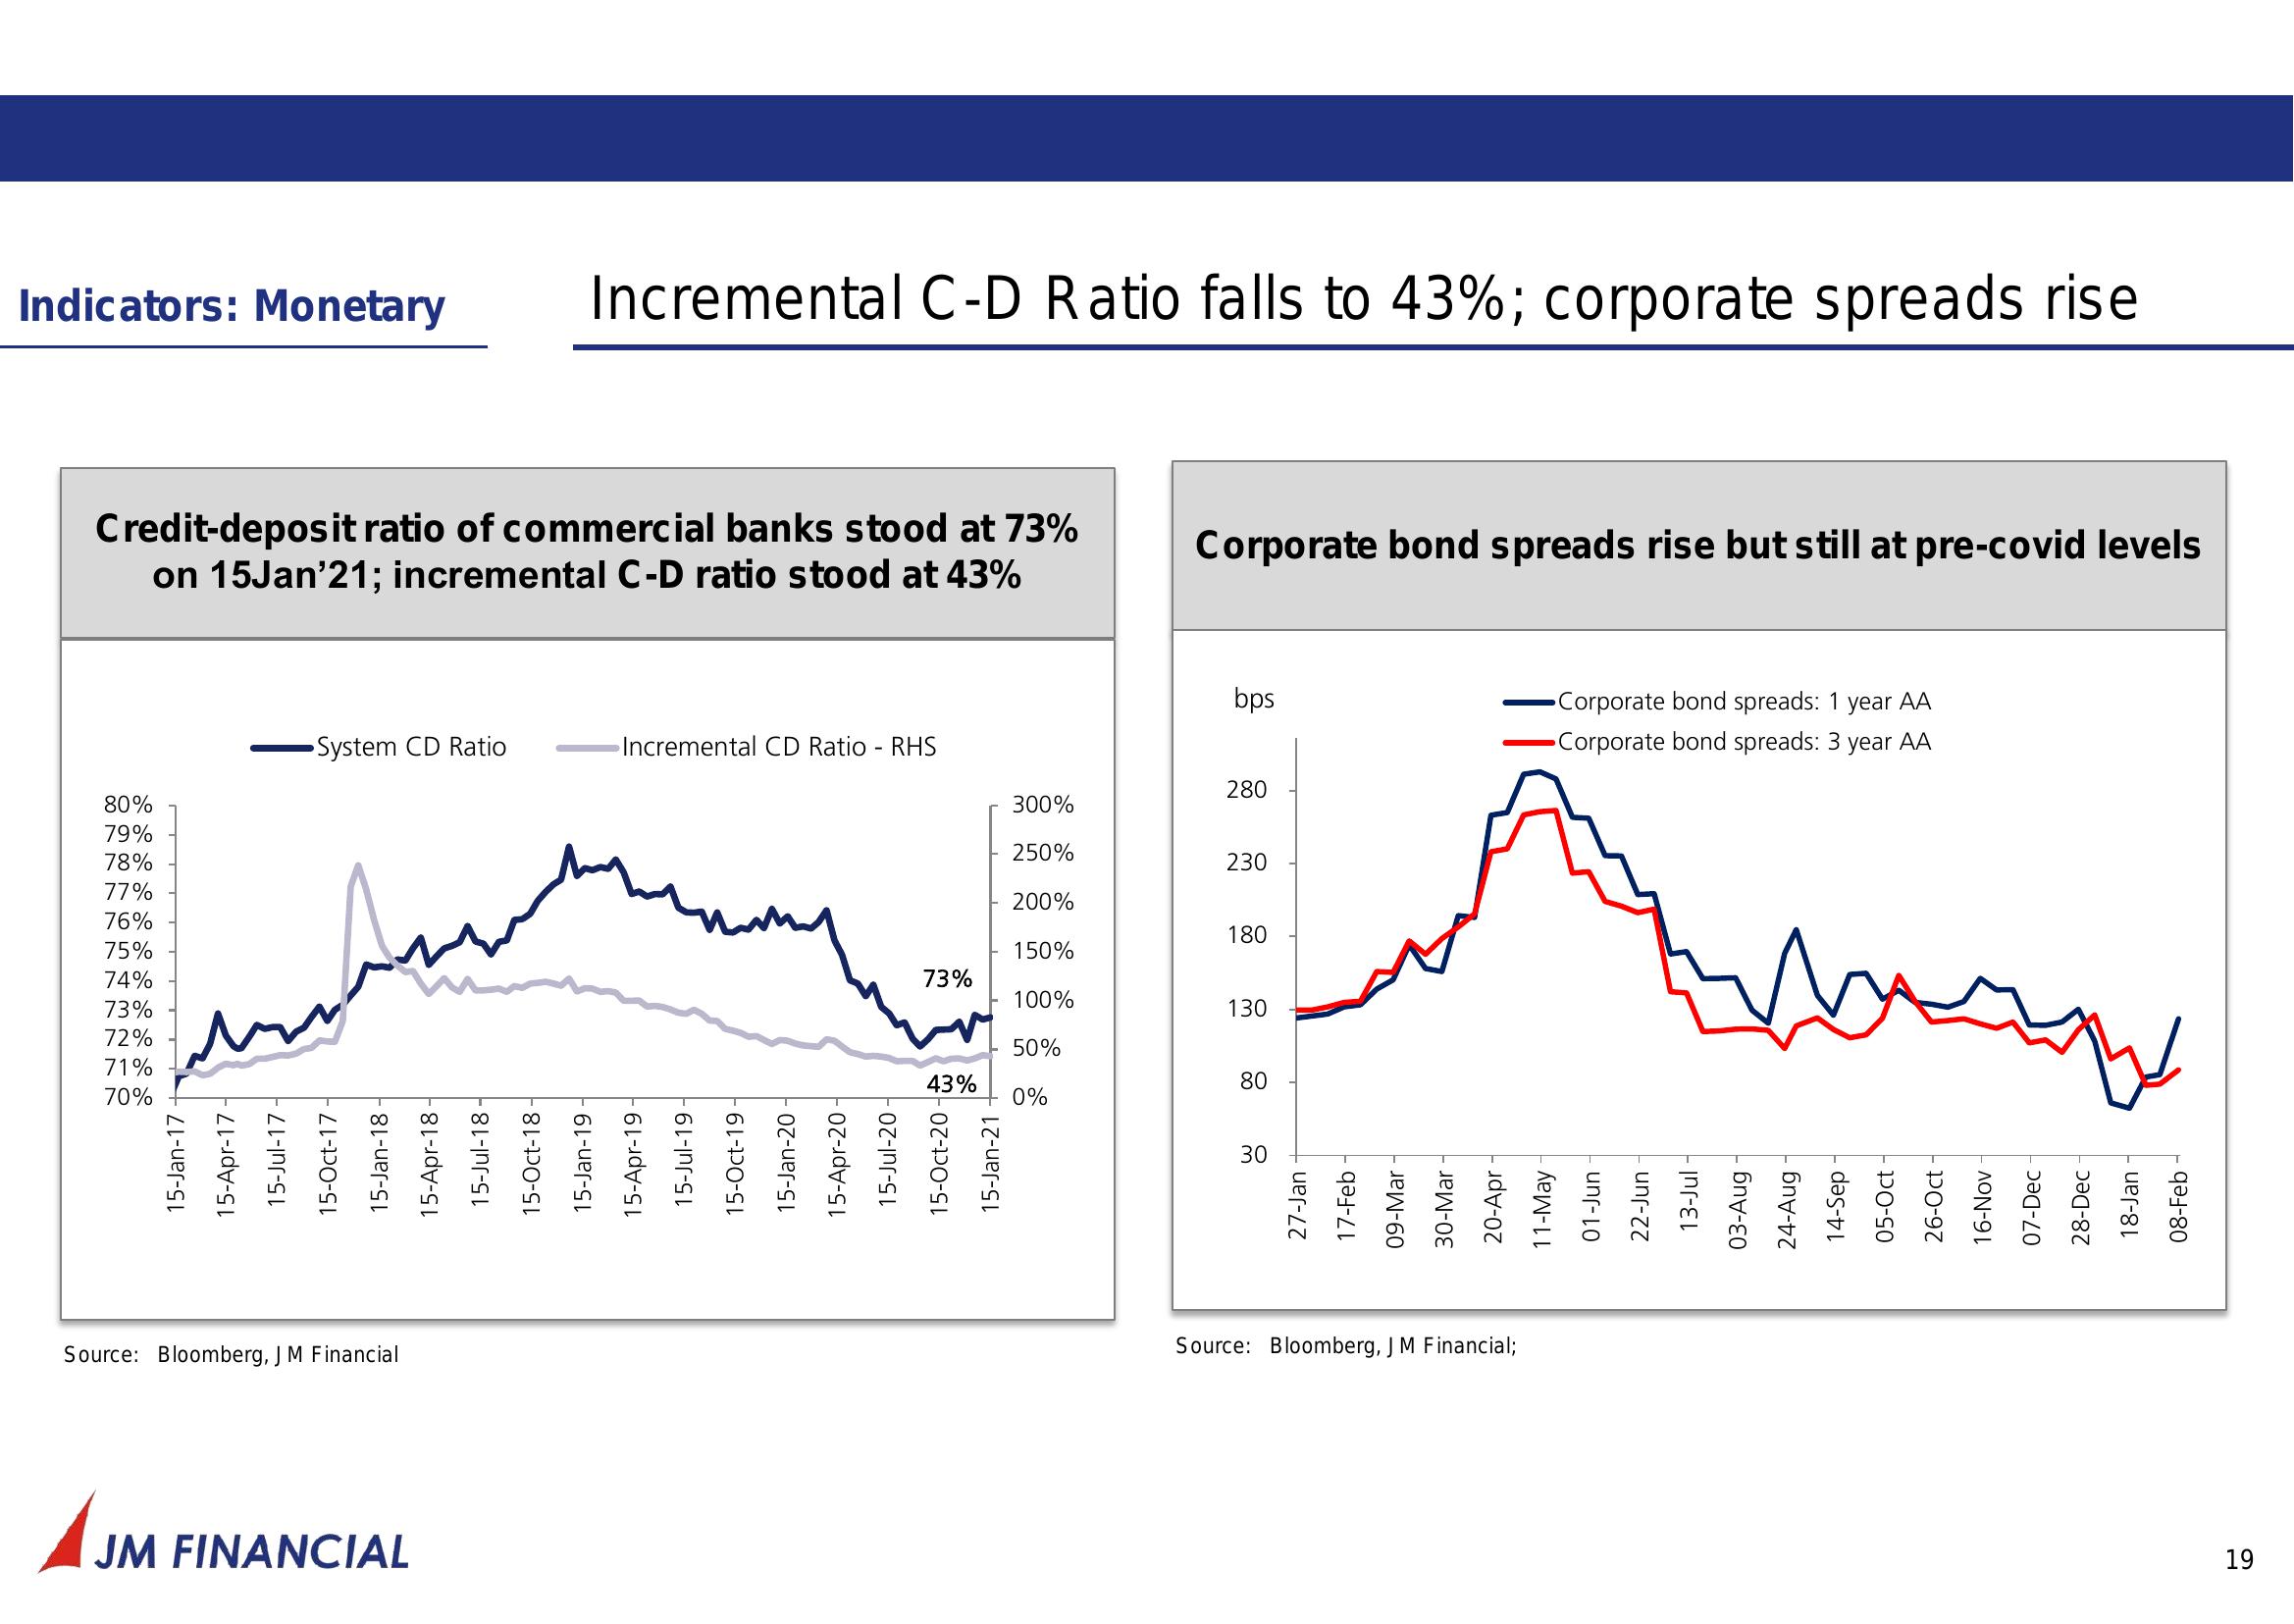 Indicators: Monetary
Incremental C-D Ratio falls to 43%; corporate spreads rise
Credit-deposit ratio of commercial banks stood at 73%
on 15Jan’21; incremental C-D ratio stood at 43%
System CD Ratio
Incremental CD Ratio - RHS
80%
79%
78%
77%
76%
75%
74%
73%
72%
71%
70%
300%
250%
200%
150%
100%
50%
0%
73%
43%
15-Jan-17
15-Apr-17
15-Jul-17
15-Oct-17
15-Jan-18
15-Apr-18
15-Jul-18
15-Oct-18
15-Jan-19
15-Apr-19
15-Jul-19
15-Oct-19
15-Jan-20
15-Apr-20
15-Jul-20
15-Oct-20
15-Jan-21
Source: Bloomberg, JM Financial
Corporate bond spreads rise but still at pre-covid levels
bps
Corporate bond spreads: 1 year AA
Corporate bond spreads: 3 year AA
280
230
180
130
80
30
27-Jan
17-Feb
09-Mar
30-Mar
20-Apr
11-May
01-Jun
22-Jun
13-Jul
03-Aug
24-Aug
14-Sep
05-Oct
26-Oct
16-Nov
07-Dec
28-Dec
18-Jan
08-Feb
Source: Bloomberg, JM Financial;
JM FINANCIAL
19